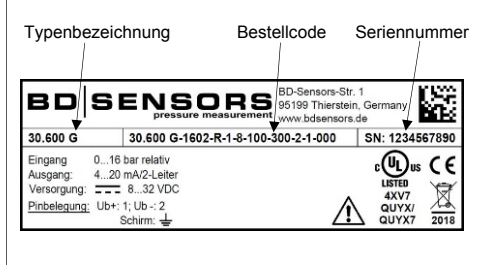 Typenbezeichnung Bestellcode Seriennummer
BD|SENSORS
pressure measurement
BD-Sensors-Str. 1
95199 Thierstein, Germany
www.bdsensors.de
30.600 G 30.600 G-1602-R-1-8-100-300-2-1-000 SN: 1234567890
Eingang 0...16 bar relativ
Ausgang: 4...20 mA/2-Leiter
Versorgung: 8...32 VDC
Pinbelegung: Ub+: 1; Ub -: 2
Schirm:
c UL us CE
LISTED
4XV7
QUYX/
QUYX7
2018